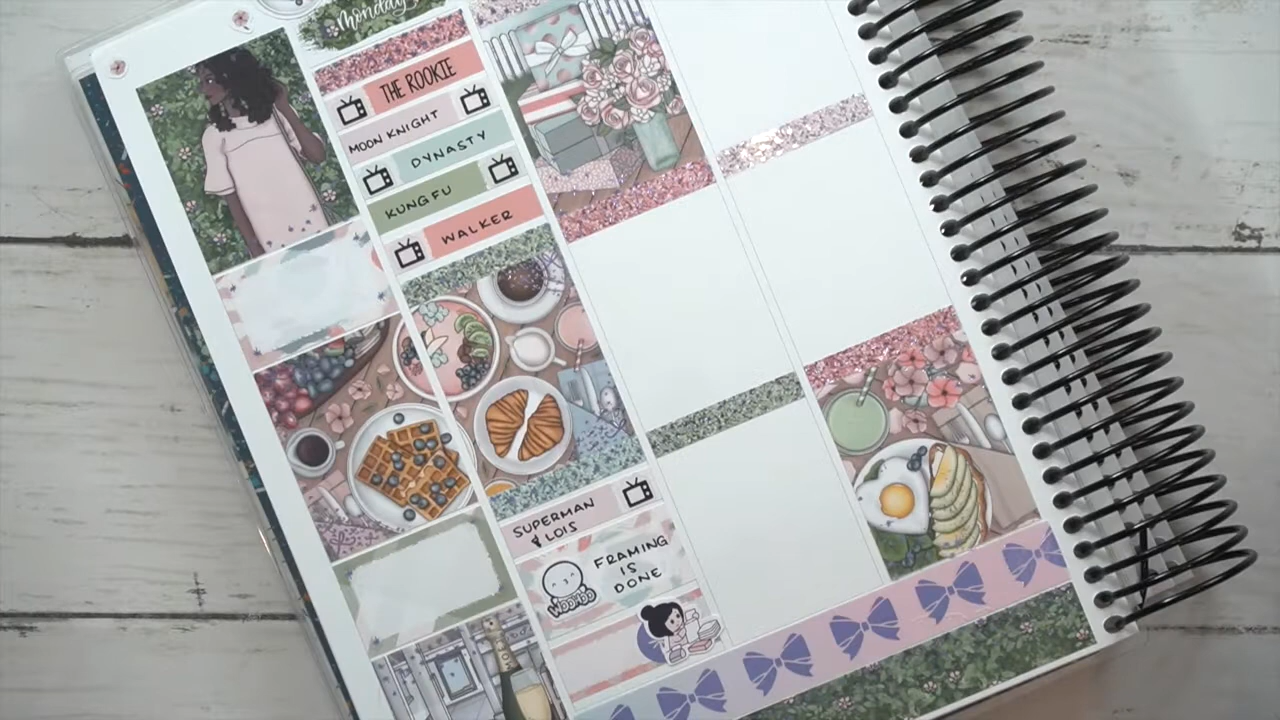 Monday
THE ROOKIE
MOON KNIGHT
DYNASTY
KUNG FU
WALKER
SUPERMAN
& LOIS
FRAMING
IS
DONE
WOOHOO